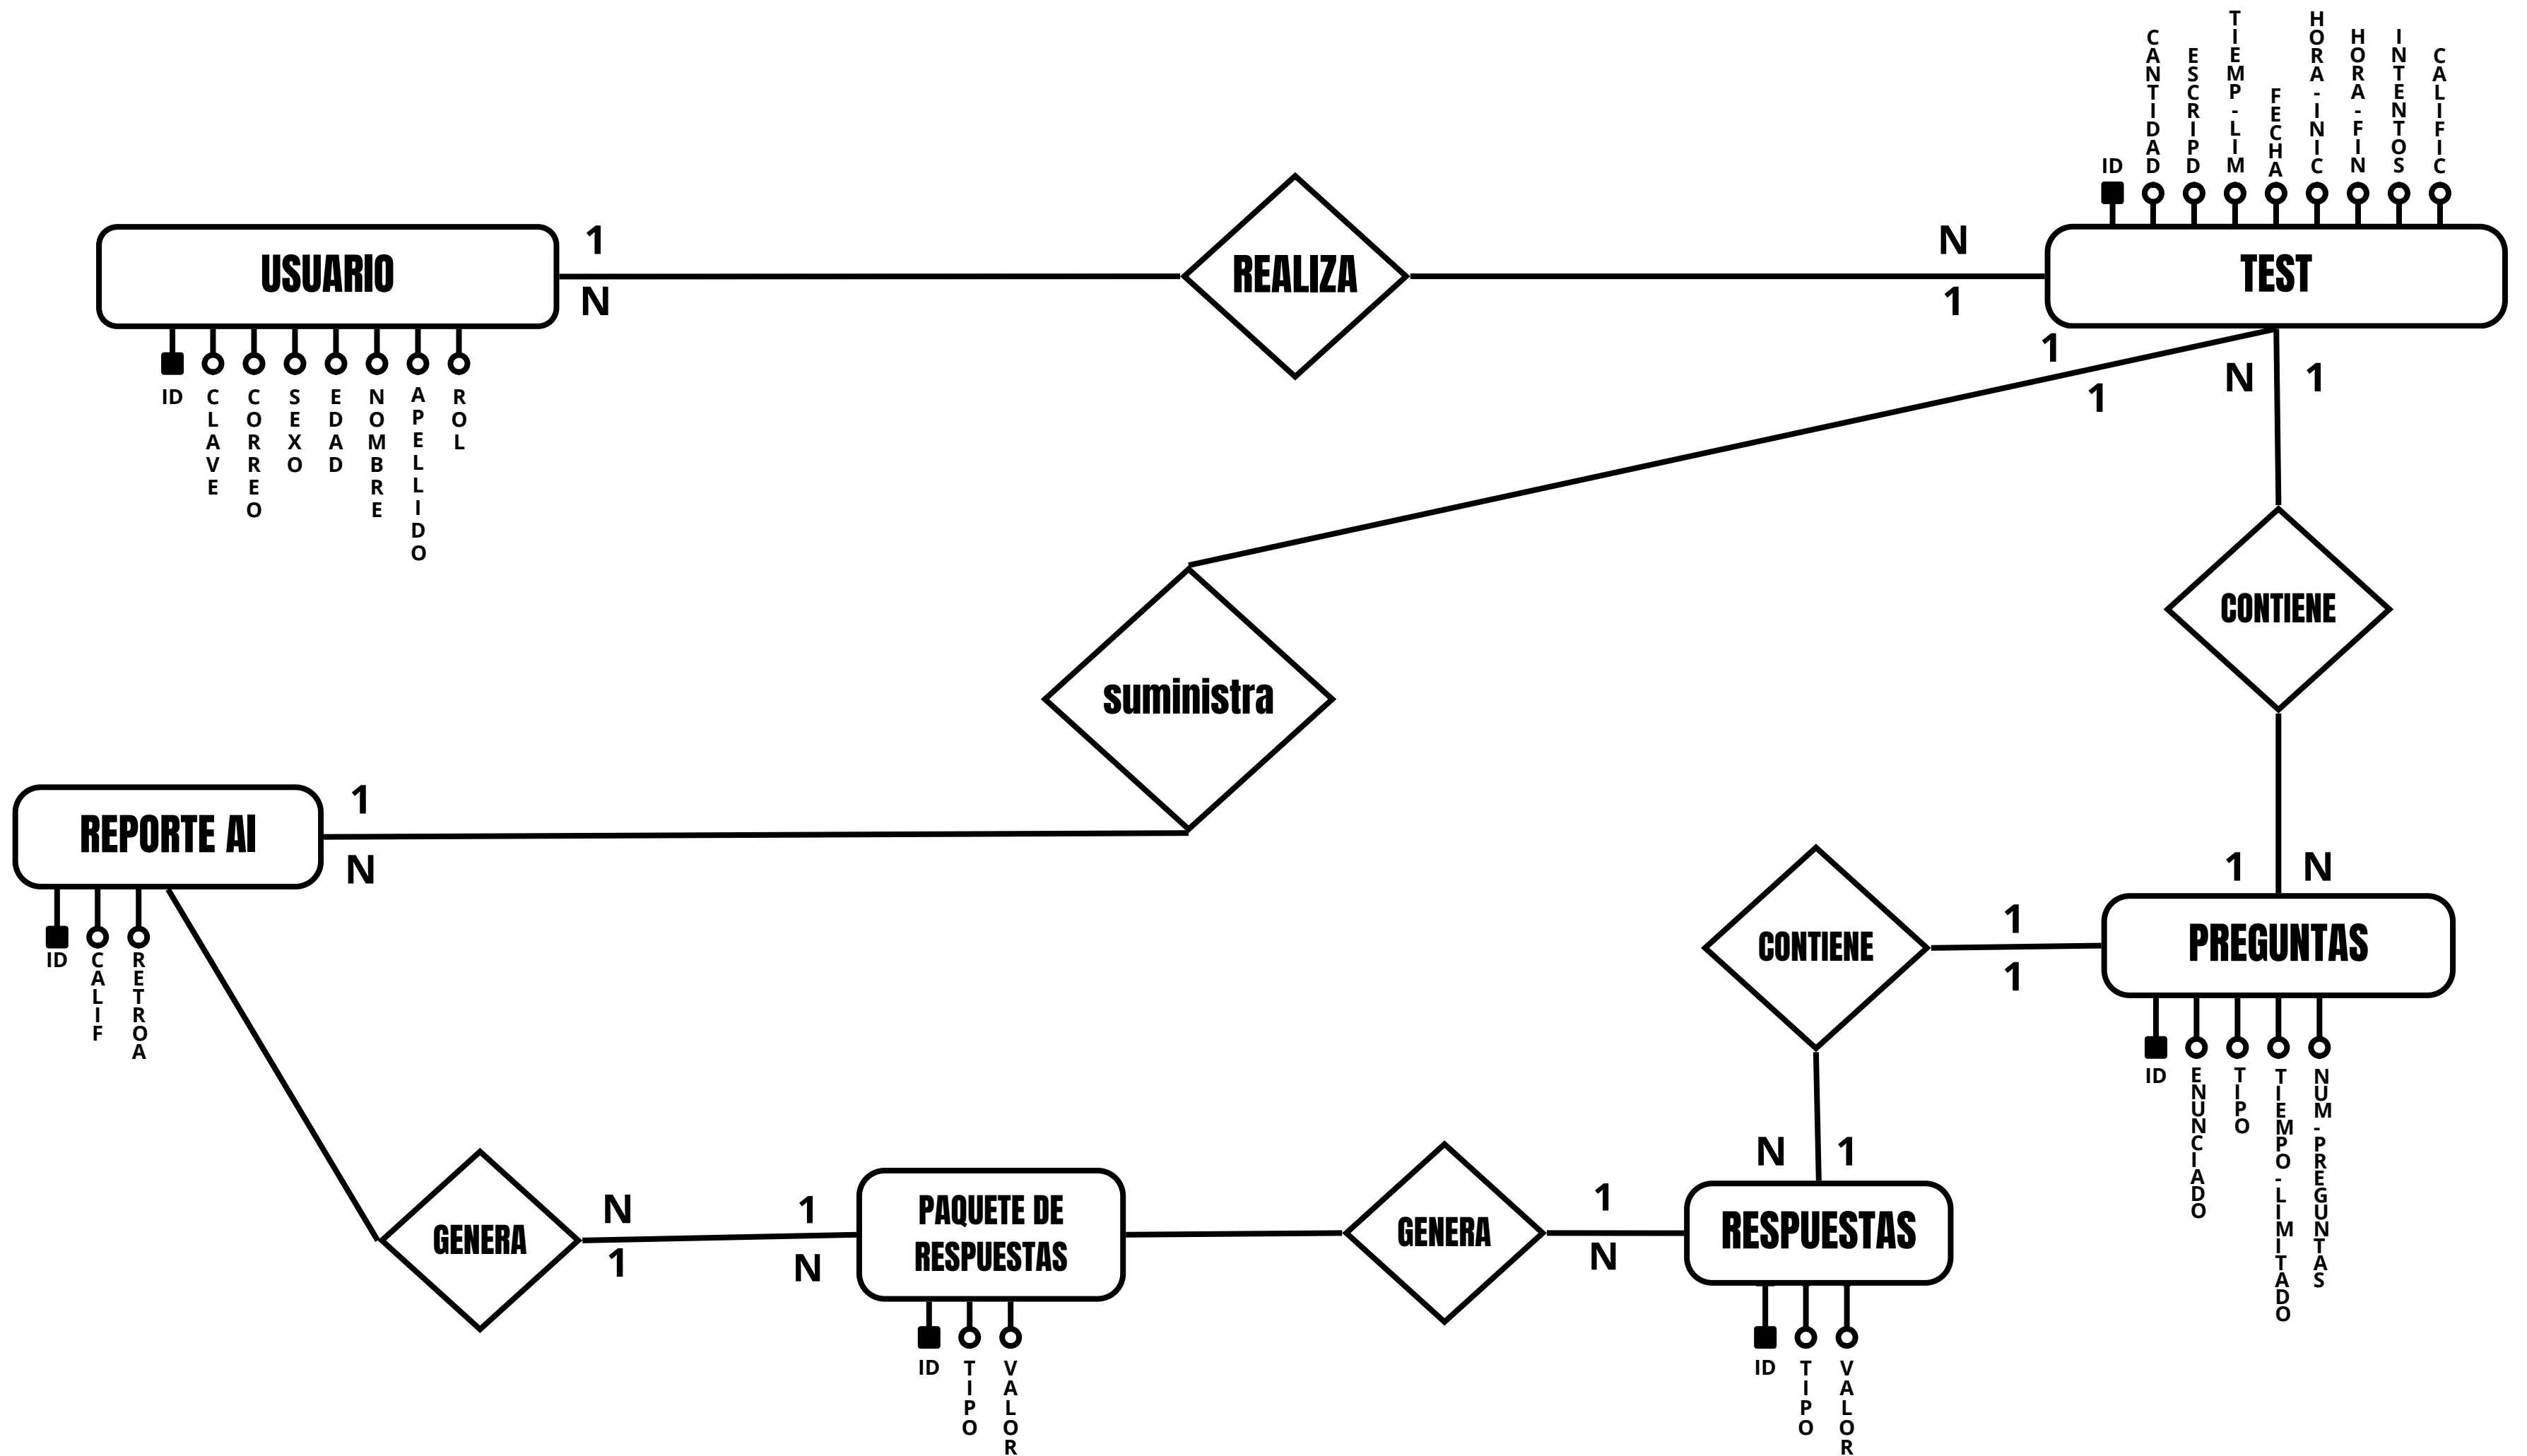 ID
CANTIDAD
ESCRIPD
TIEMP-LIM
FECHA
HORA-INIC
HORA-FIN
INTENTOS
CALIFIC
USUARIO
1
N
REALIZA
N
1
TEST
ID
CLAVE
CORREO
SEXO
EDAD
NOMBRE
APELLIDO
ROL
1
1
N 1
CONTIENE
suministra
REPORTE AI
1
N
ID
CALIF
RETROA
1 N
CONTIENE
1
1
PREGUNTAS
ID
ENUNCIADO
TIPO
TIEMPO-LIMITADO
NUM-PREGUNTAS
N 1
GENERA
N
1
1
N
PAQUETE DE
RESPUESTAS
GENERA
1
N
RESPUESTAS
ID
TIPO
VALOR
ID
TIPO
VALOR